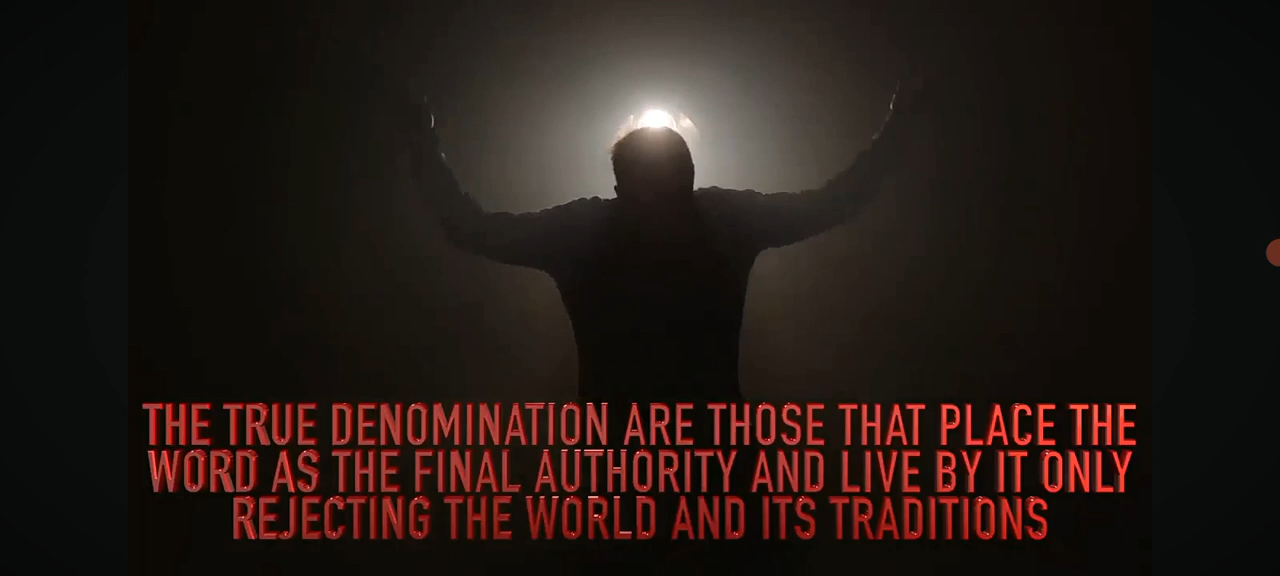 THE TRUE DENOMINATION ARE THOSE THAT PLACE THE
WORD AS THE FINAL AUTHORITY AND LIVE BY IT ONLY
REJECTING THE WORLD AND ITS TRADITIONS